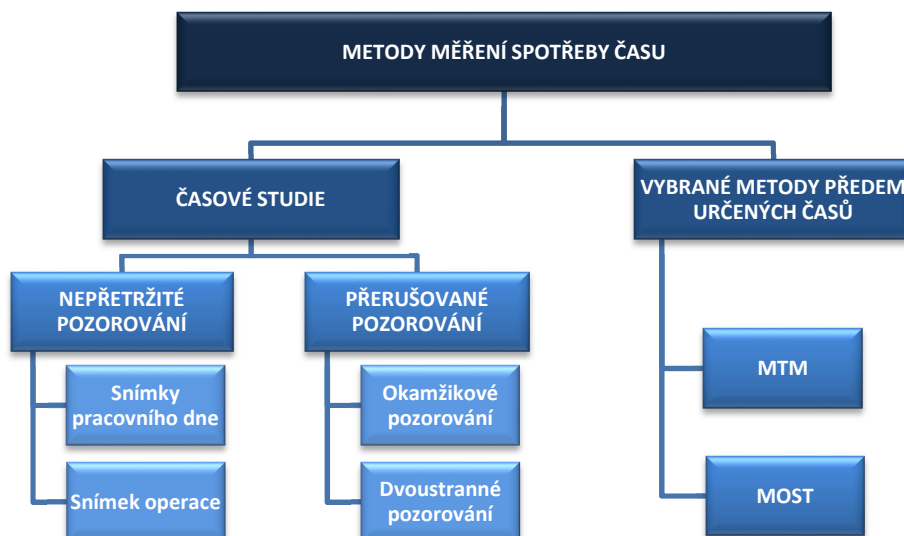 METODY MĚŘENÍ SPOTŘEBY ČASU
ČASOVÉ STUDIE
VYBRANÉ METODY PŘEDEM
URČENÝCH ČASŮ
NEPŘETRŽITÉ
POZOROVÁNÍ
PŘERUŠOVANÉ
POZOROVÁNÍ
Snímky
pracovního dne
Snímek operace
Okamžikové
pozorování
Dvoustranné
pozorování
MTM
MOST